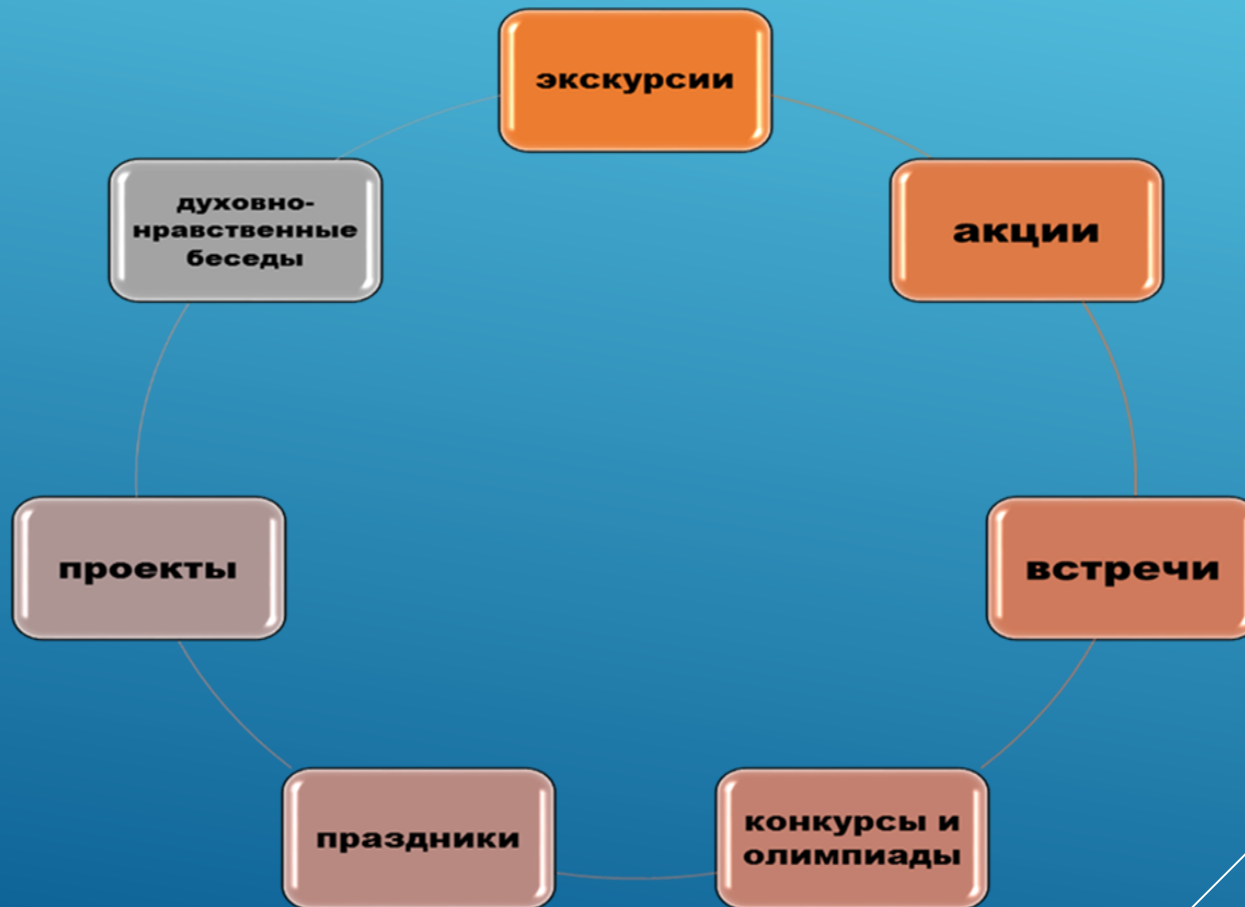 экскурсии
акции
встречи
конкурсы и
олимпиады
праздники
проекты
духовно-
нравственные
беседы